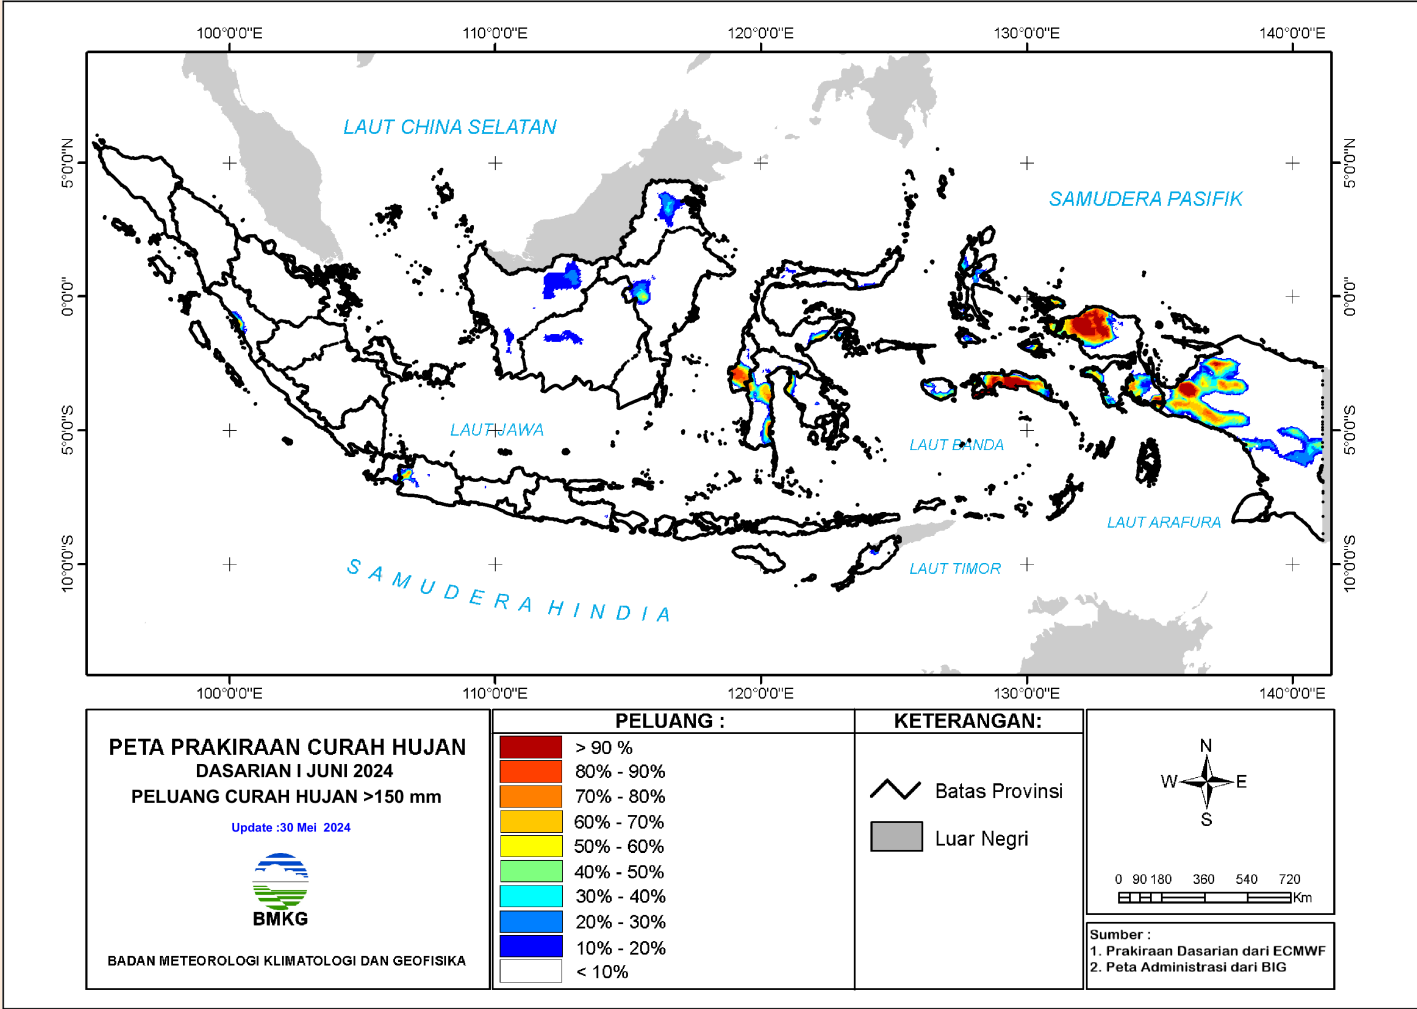 100°0'0"E 110°0'0"E 120°0'0"E 130°0'0"E 140°0'0"E
5°0'0"N
0°0'0"
5°0'0"S
10°0'0"S
5°0'0"N
0°0'0"
5°0'0"S
10°0'0"S
LAUT CHINA SELATAN
SAMUDERA PASIFIK
LAUT JAWA
LAUT BANDA
LAUT ARAFURA
LAUT TIMOR
SAMUDERA HINDIA
100°0'0"E 110°0'0"E 120°0'0"E 130°0'0"E 140°0'0"E
PETA PRAKIRAAN CURAH HUJAN
DASARIAN I JUNI 2024
PELUANG CURAH HUJAN >150 mm
Update :30 Mei 2024
BMKG
BADAN METEOROLOGI KLIMATOLOGI DAN GEOFISIKA
PELUANG :
> 90 %
80% - 90%
70% - 80%
60% - 70%
50% - 60%
40% - 50%
30% - 40%
20% - 30%
10% - 20%
< 10%
KETERANGAN:
Batas Provinsi
Luar Negri
N
W E
S
0 90 180 360 540 720
Km
Sumber :
1. Prakiraan Dasarian dari ECMWF
2. Peta Administrasi dari BIG